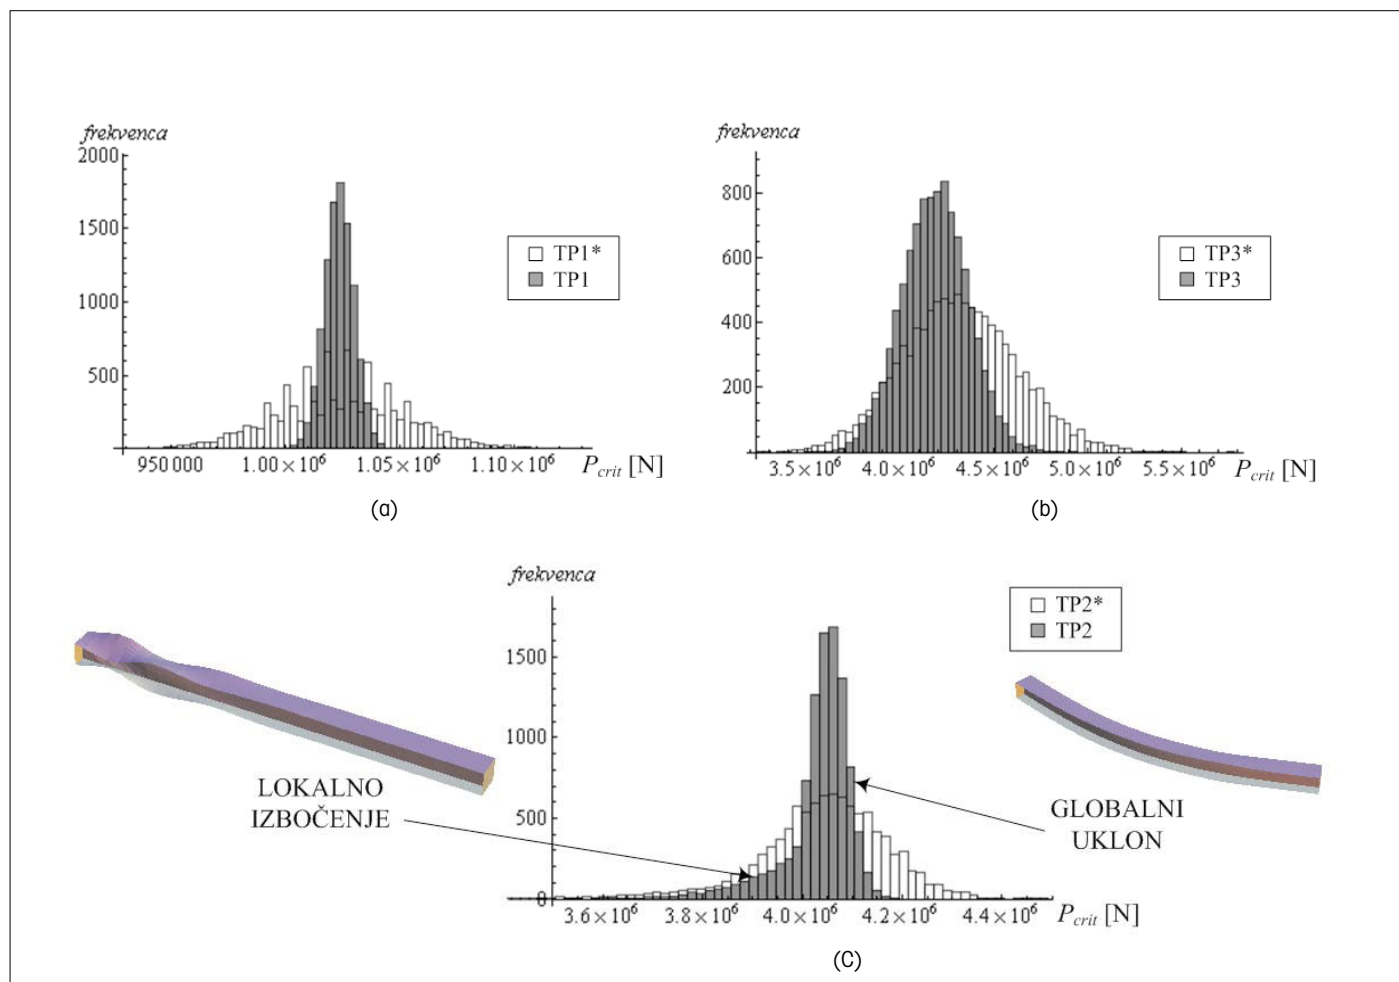 frekvenca
2000
1500
1000
500
TP1*
TP1
950000 1.00×10⁶ 1.05×10⁶ 1.10×10⁶ P_crit [N]
(a)
frekvenca
800
600
400
200
TP3*
TP3
3.5×10⁶ 4.0×10⁶ 4.5×10⁶ 5.0×10⁶ 5.5×10⁶ P_crit [N]
(b)
frekvenca
1500
1000
500
0
TP2*
TP2
LOKALNO
IZBOČENJE
GLOBALNI
UKLON
3.6×10⁶ 3.8×10⁶ 4.0×10⁶ 4.2×10⁶ 4.4×10⁶ P_crit [N]
(C)